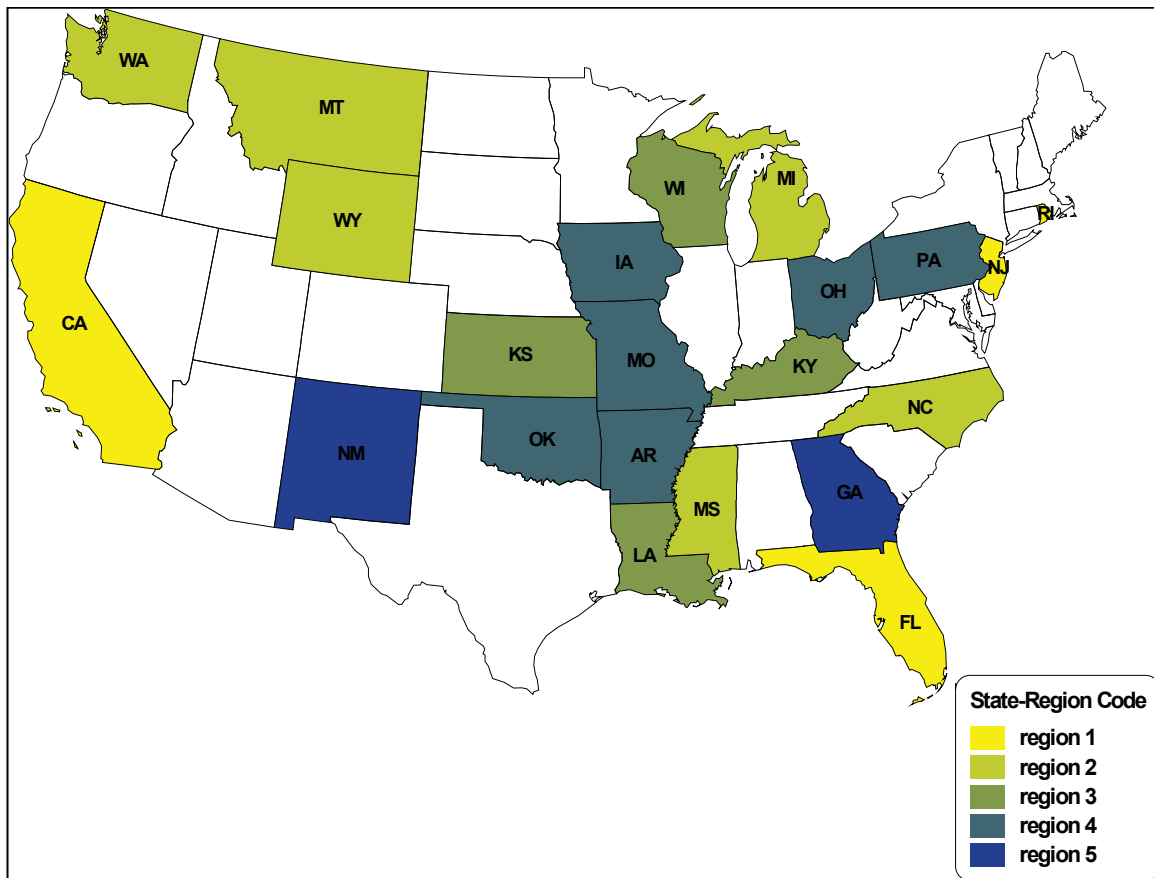 WA
MT
WY
WI
MI
RI
IA
PA
OH
NJ
CA
KS
MO
KY
NC
NM
OK
AR
MS
GA
LA
FL
State-Region Code
region 1
region 2
region 3
region 4
region 5